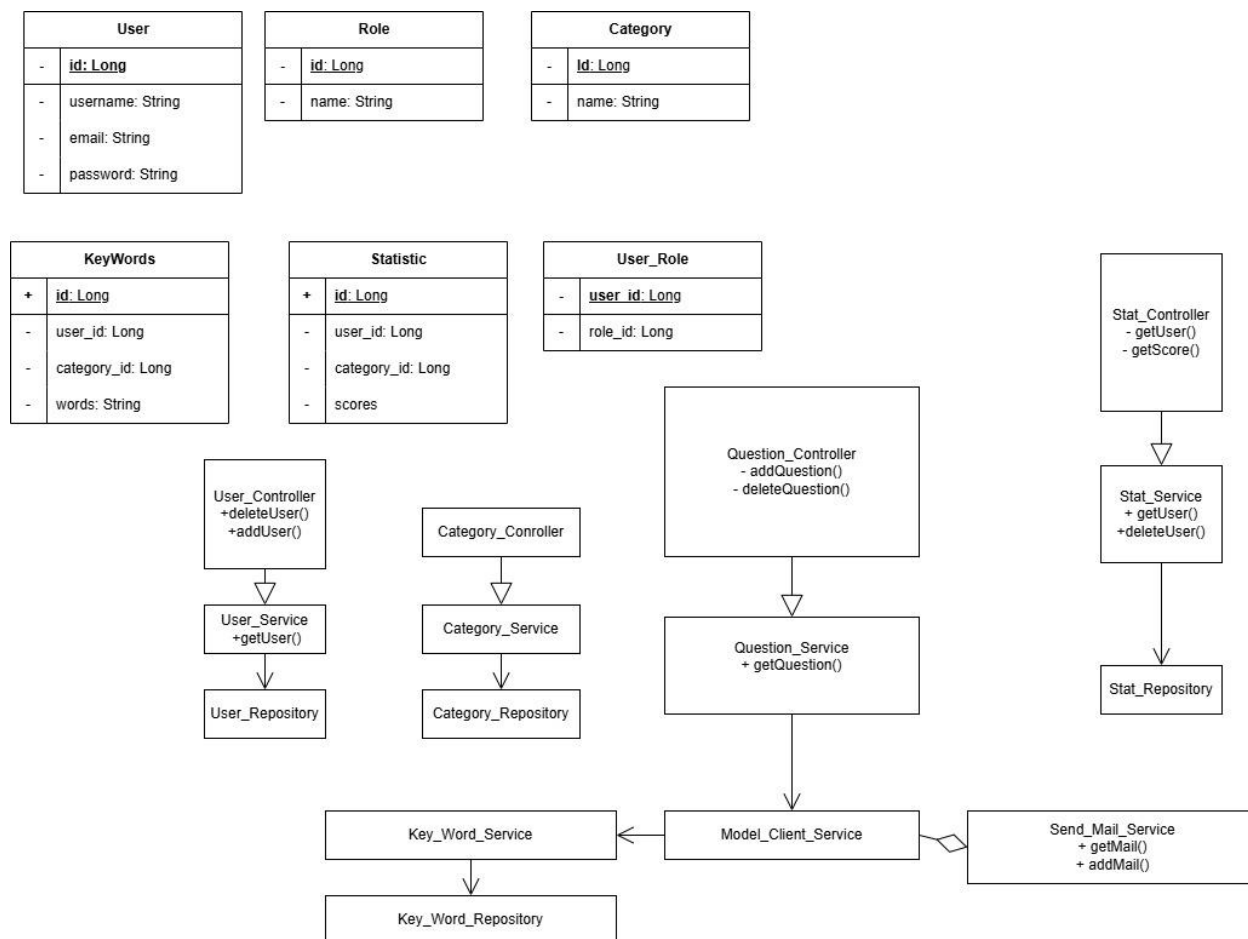 User
- id: Long
- username: String
- email: String
- password: String
Role
- id: Long
- name: String
Category
- Id: Long
- name: String
KeyWords
+ id: Long
- user_id: Long
- category_id: Long
- words: String
Statistic
+ id: Long
- user_id: Long
- category_id: Long
- scores
User_Role
- user_id: Long
- role_id: Long
Stat_Controller
- getUser()
- getScore()
Question_Controller
- addQuestion()
- deleteQuestion()
User_Controller
+deleteUser()
+addUser()
Category_Conroller
Stat_Service
+ getUser()
+deleteUser()
User_Service
+getUser()
Category_Service
Question_Service
+ getQuestion()
User_Repository
Category_Repository
Stat_Repository
Key_Word_Service
Model_Client_Service
Send_Mail_Service
+ getMail()
+ addMail()
Key_Word_Repository